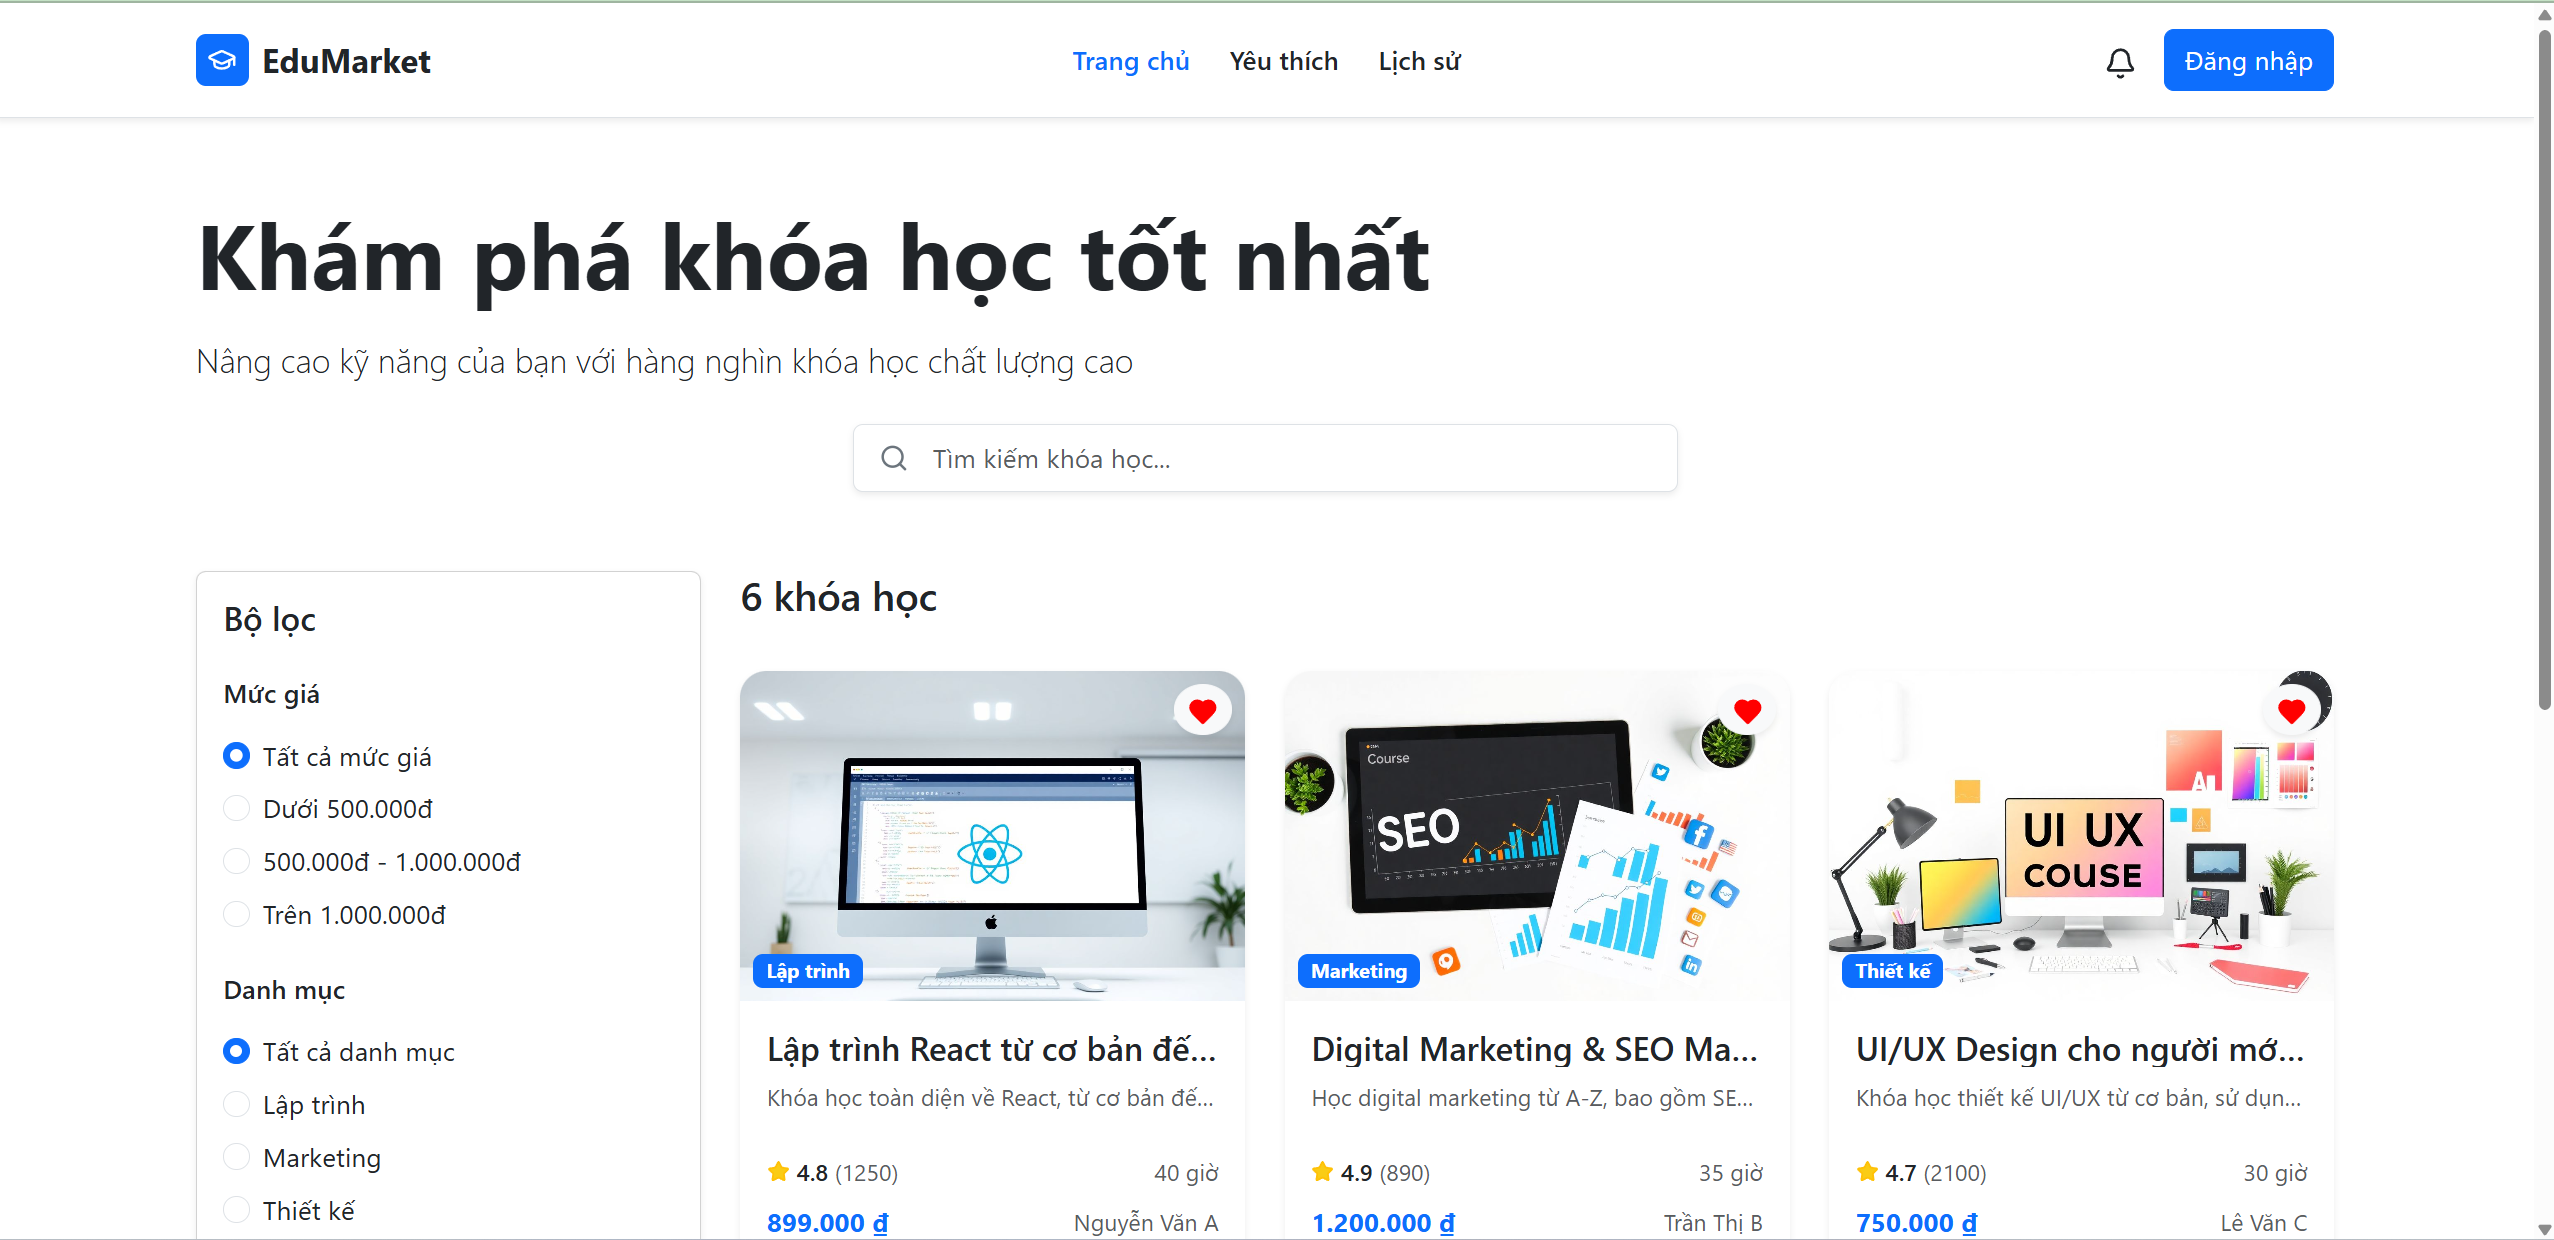 EduMarket
Trang chủ Yêu thích Lịch sử
Đăng nhập
Khám phá khóa học tốt nhất
Nâng cao kỹ năng của bạn với hàng nghìn khóa học chất lượng cao
Tìm kiếm khóa học...
Bộ lọc
Mức giá
Tất cả mức giá
Dưới 500.000đ
500.000đ - 1.000.000đ
Trên 1.000.000đ
Danh mục
Tất cả danh mục
Lập trình
Marketing
Thiết kế
6 khóa học
Lập trình
Lập trình React từ cơ bản đế...
Khóa học toàn diện về React, từ cơ bản đế...
4.8 (1250) 40 giờ
899.000 ₫ Nguyễn Văn A
Course
SEO
Marketing
Digital Marketing & SEO Ma...
Học digital marketing từ A-Z, bao gồm SE...
4.9 (890) 35 giờ
1.200.000 ₫ Trần Thị B
AI
UI UX
COUSE
Thiết kế
UI/UX Design cho người mớ...
Khóa học thiết kế UI/UX từ cơ bản, sử dụn...
4.7 (2100) 30 giờ
750.000 ₫ Lê Văn C